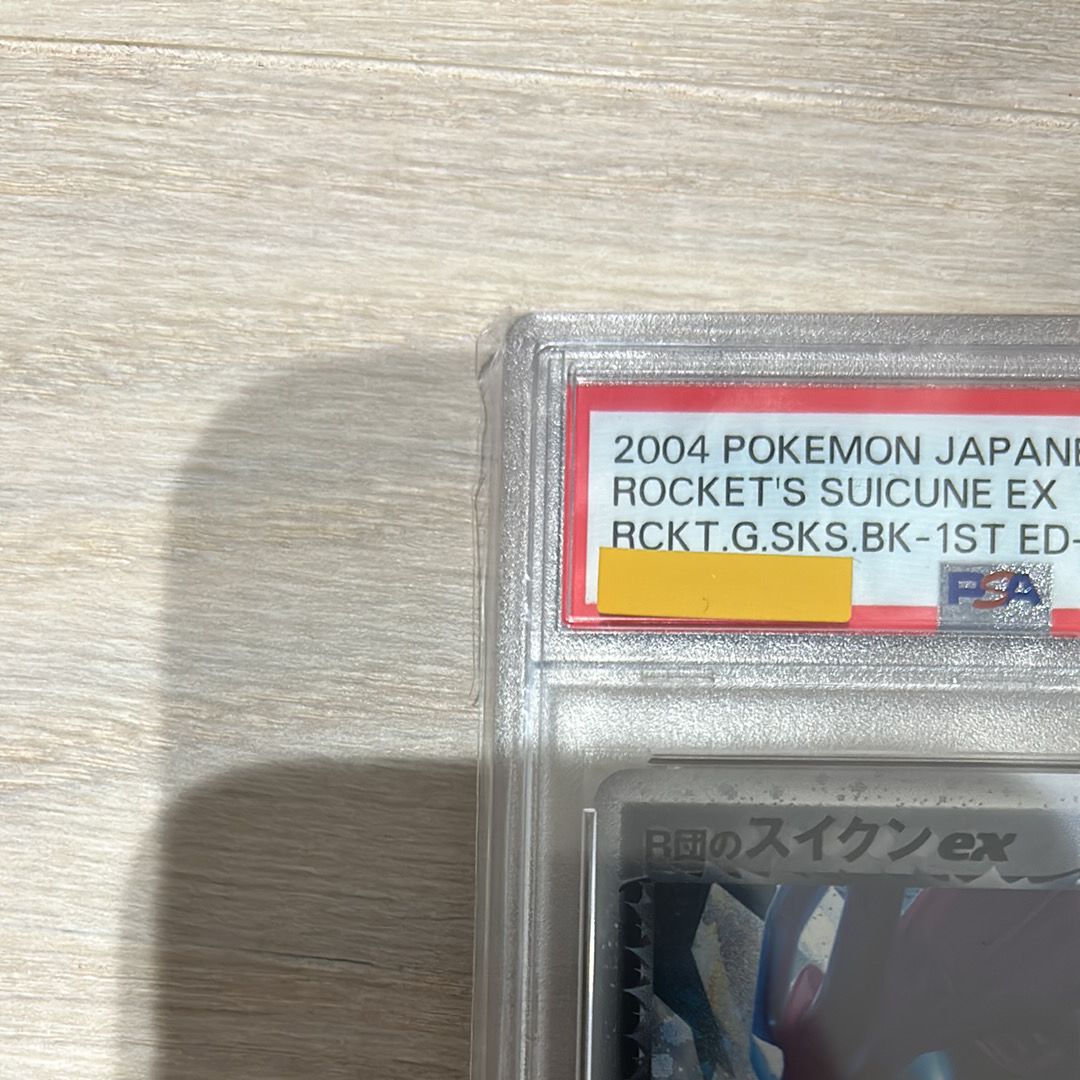 2004 POKEMON JAPANE
ROCKET'S SUICUNE EX
RCKT.G.SKS.BK-1ST ED-
PSA
R団のスイクンex